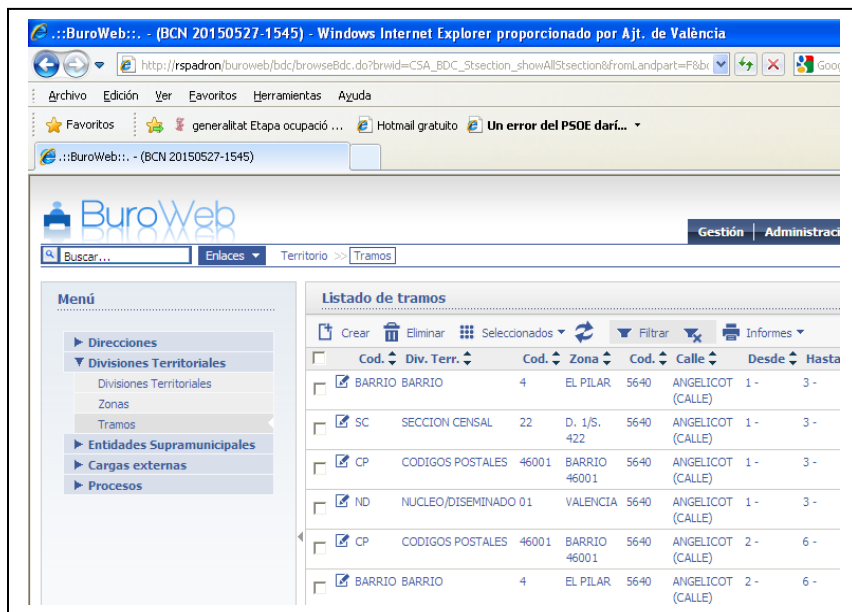 .::BuroWeb::. - (BCN 20150527-1545) - Windows Internet Explorer proporcionado por Ajt. de València
http://rspadron/buroweb/bdc/browseBdc.do?brwid=CSA_BDC_Stsection_showAllStsection&fromLandpart=F&bc
Goog
Archivo Edición Ver Favoritos Herramientas Ayuda
Favoritos generalitat Etapa ocupació ... Hotmail gratuito Un error del PSOE darí...
.::BuroWeb::. - (BCN 20150527-1545)
BuroWeb
Gestión | Administraci
Buscar... Enlaces Territorio >> Tramos
Menú
Direcciones
Divisiones Territoriales
Divisiones Territoriales
Zonas
Tramos
Entidades Supramunicipales
Cargas externas
Procesos
Listado de tramos
Crear Eliminar Seleccionados Filtrar Informes
Cod. Div. Terr. Cod. Zona Cod. Calle Desde Hasta
BARRIO BARRIO 4 EL PILAR 5640 ANGELICOT 1 - 3 -
(CALLE)
SC SECCION CENSAL 22 D. 1/S. 5640 ANGELICOT 1 - 3 -
422 (CALLE)
CP CODIGOS POSTALES 46001 BARRIO 5640 ANGELICOT 1 - 3 -
46001 (CALLE)
ND NUCLEO/DISEMINADO 01 VALENCIA 5640 ANGELICOT 1 - 3 -
(CALLE)
CP CODIGOS POSTALES 46001 BARRIO 5640 ANGELICOT 2 - 6 -
46001 (CALLE)
BARRIO BARRIO 4 EL PILAR 5640 ANGELICOT 2 - 6 -
(CALLE)